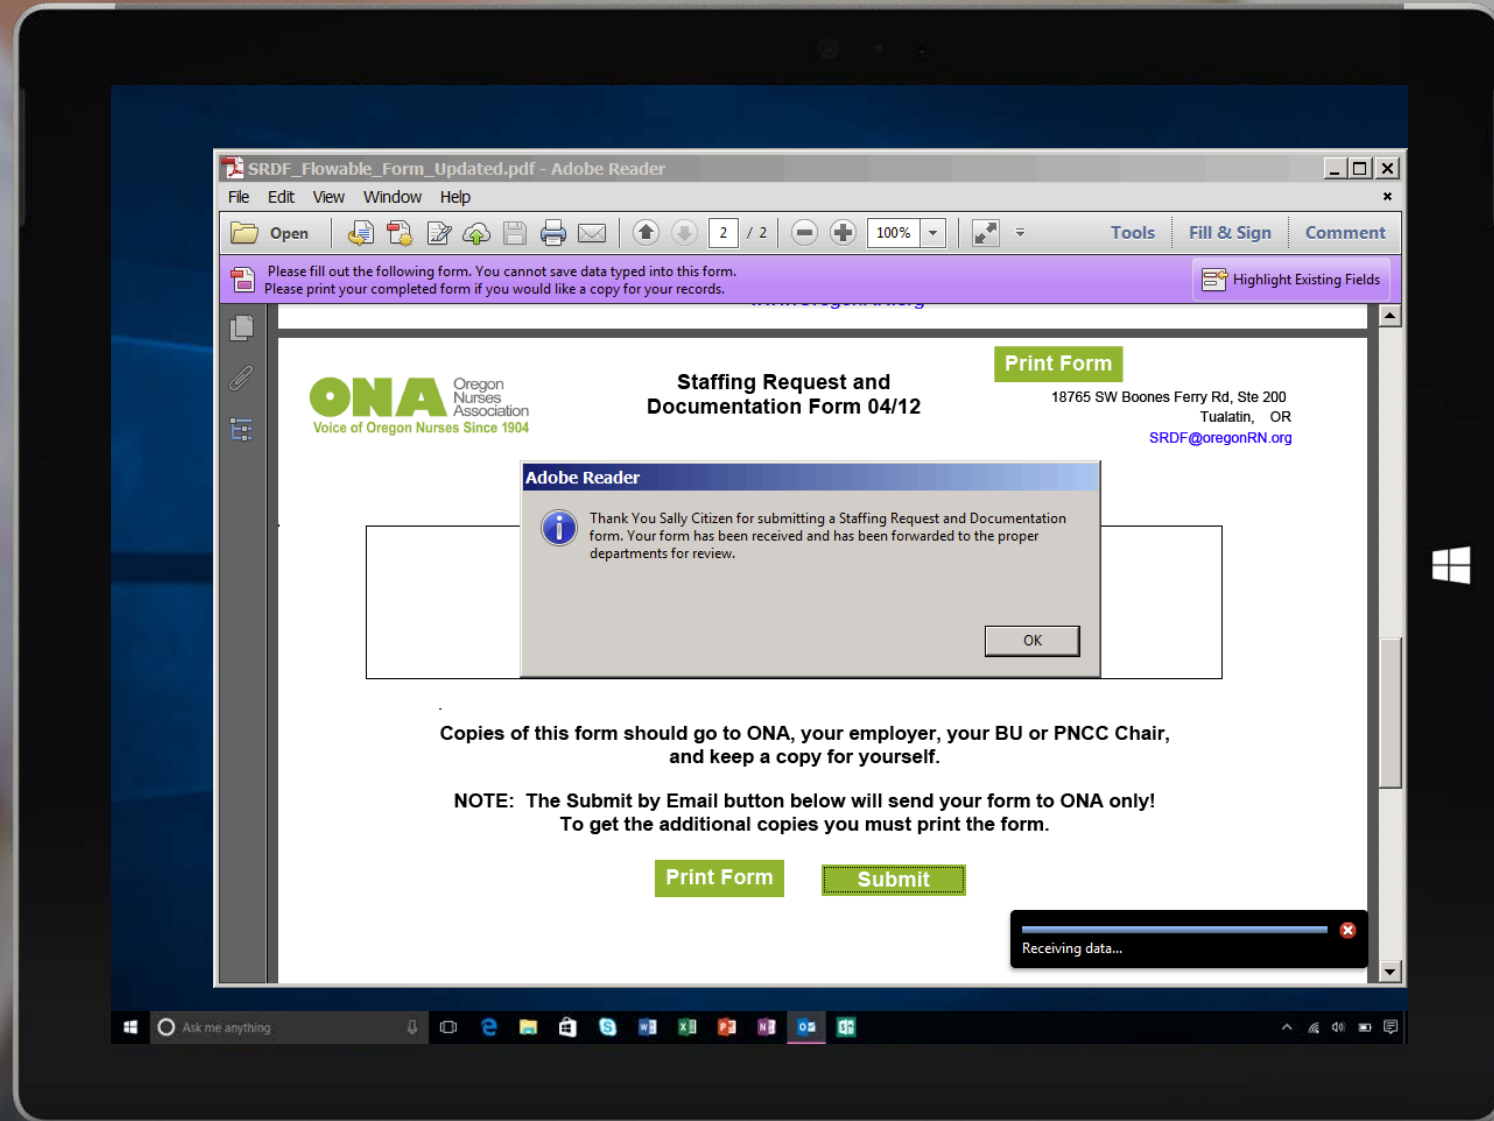 SRDF_Flowable_Form_Updated.pdf - Adobe Reader
File Edit View Window Help
Open 2 / 2 100% Tools Fill & Sign Comment
Please fill out the following form. You cannot save data typed into this form.
Please print your completed form if you would like a copy for your records.
Highlight Existing Fields
Print Form
ONA Oregon
Nurses
Association
Voice of Oregon Nurses Since 1904
Staffing Request and
Documentation Form 04/12
18765 SW Boones Ferry Rd, Ste 200
Tualatin, OR
SRDF@oregonRN.org
Adobe Reader
Thank You Sally Citizen for submitting a Staffing Request and Documentation
form. Your form has been received and has been forwarded to the proper
departments for review.
OK
Copies of this form should go to ONA, your employer, your BU or PNCC Chair,
and keep a copy for yourself.
NOTE: The Submit by Email button below will send your form to ONA only!
To get the additional copies you must print the form.
Print Form Submit
Receiving data...
Ask me anything